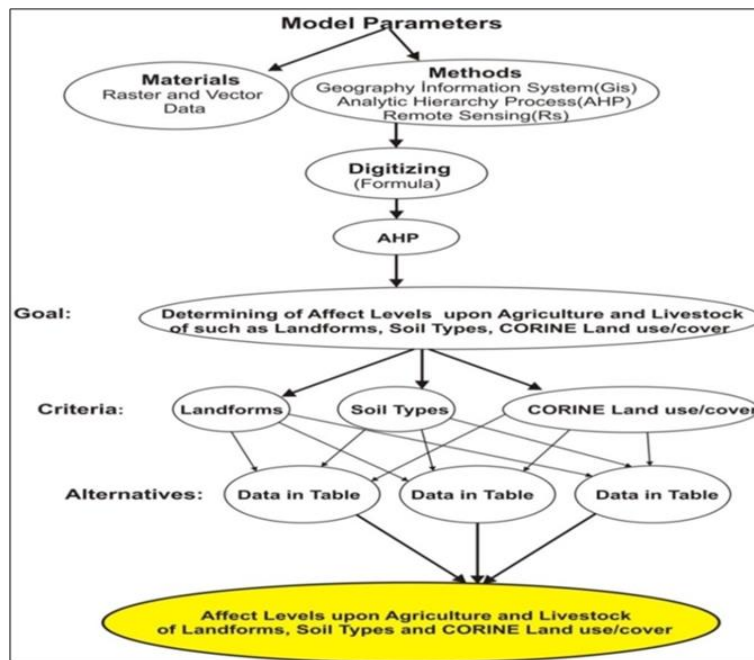 Model Parameters
Materials
Raster and Vector
Data
Methods
Geography İnformation System(Gis)
Analytic Hierarchy Process(AHP)
Remote Sensing(Rs)
Digitizing
(Formula)
AHP
Goal:
Determining of Affect Levels upon Agriculture and Livestock
of such as Landforms, Soil Types, CORINE Land use/cover
Criteria:
Landforms
Soil Types
CORINE Land use/cover
Alternatives:
Data in Table
Data in Table
Data in Table
Affect Levels upon Agriculture and Livestock
of Landforms, Soil Types and CORINE Land use/cover